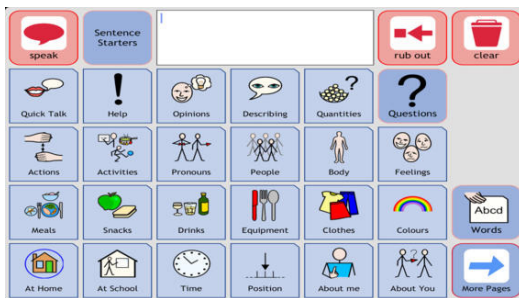 speak
Sentence
Starters
rub out
clear
Quick Talk
!
Help
Opinions
Describing
?
Quantities
?
Questions
Actions
Activities
Pronouns
People
Body
Feelings
Meals
Snacks
Drinks
Equipment
Clothes
Colours
Abcd
Words
At Home
At School
Time
Position
About me
?
About You
More Pages